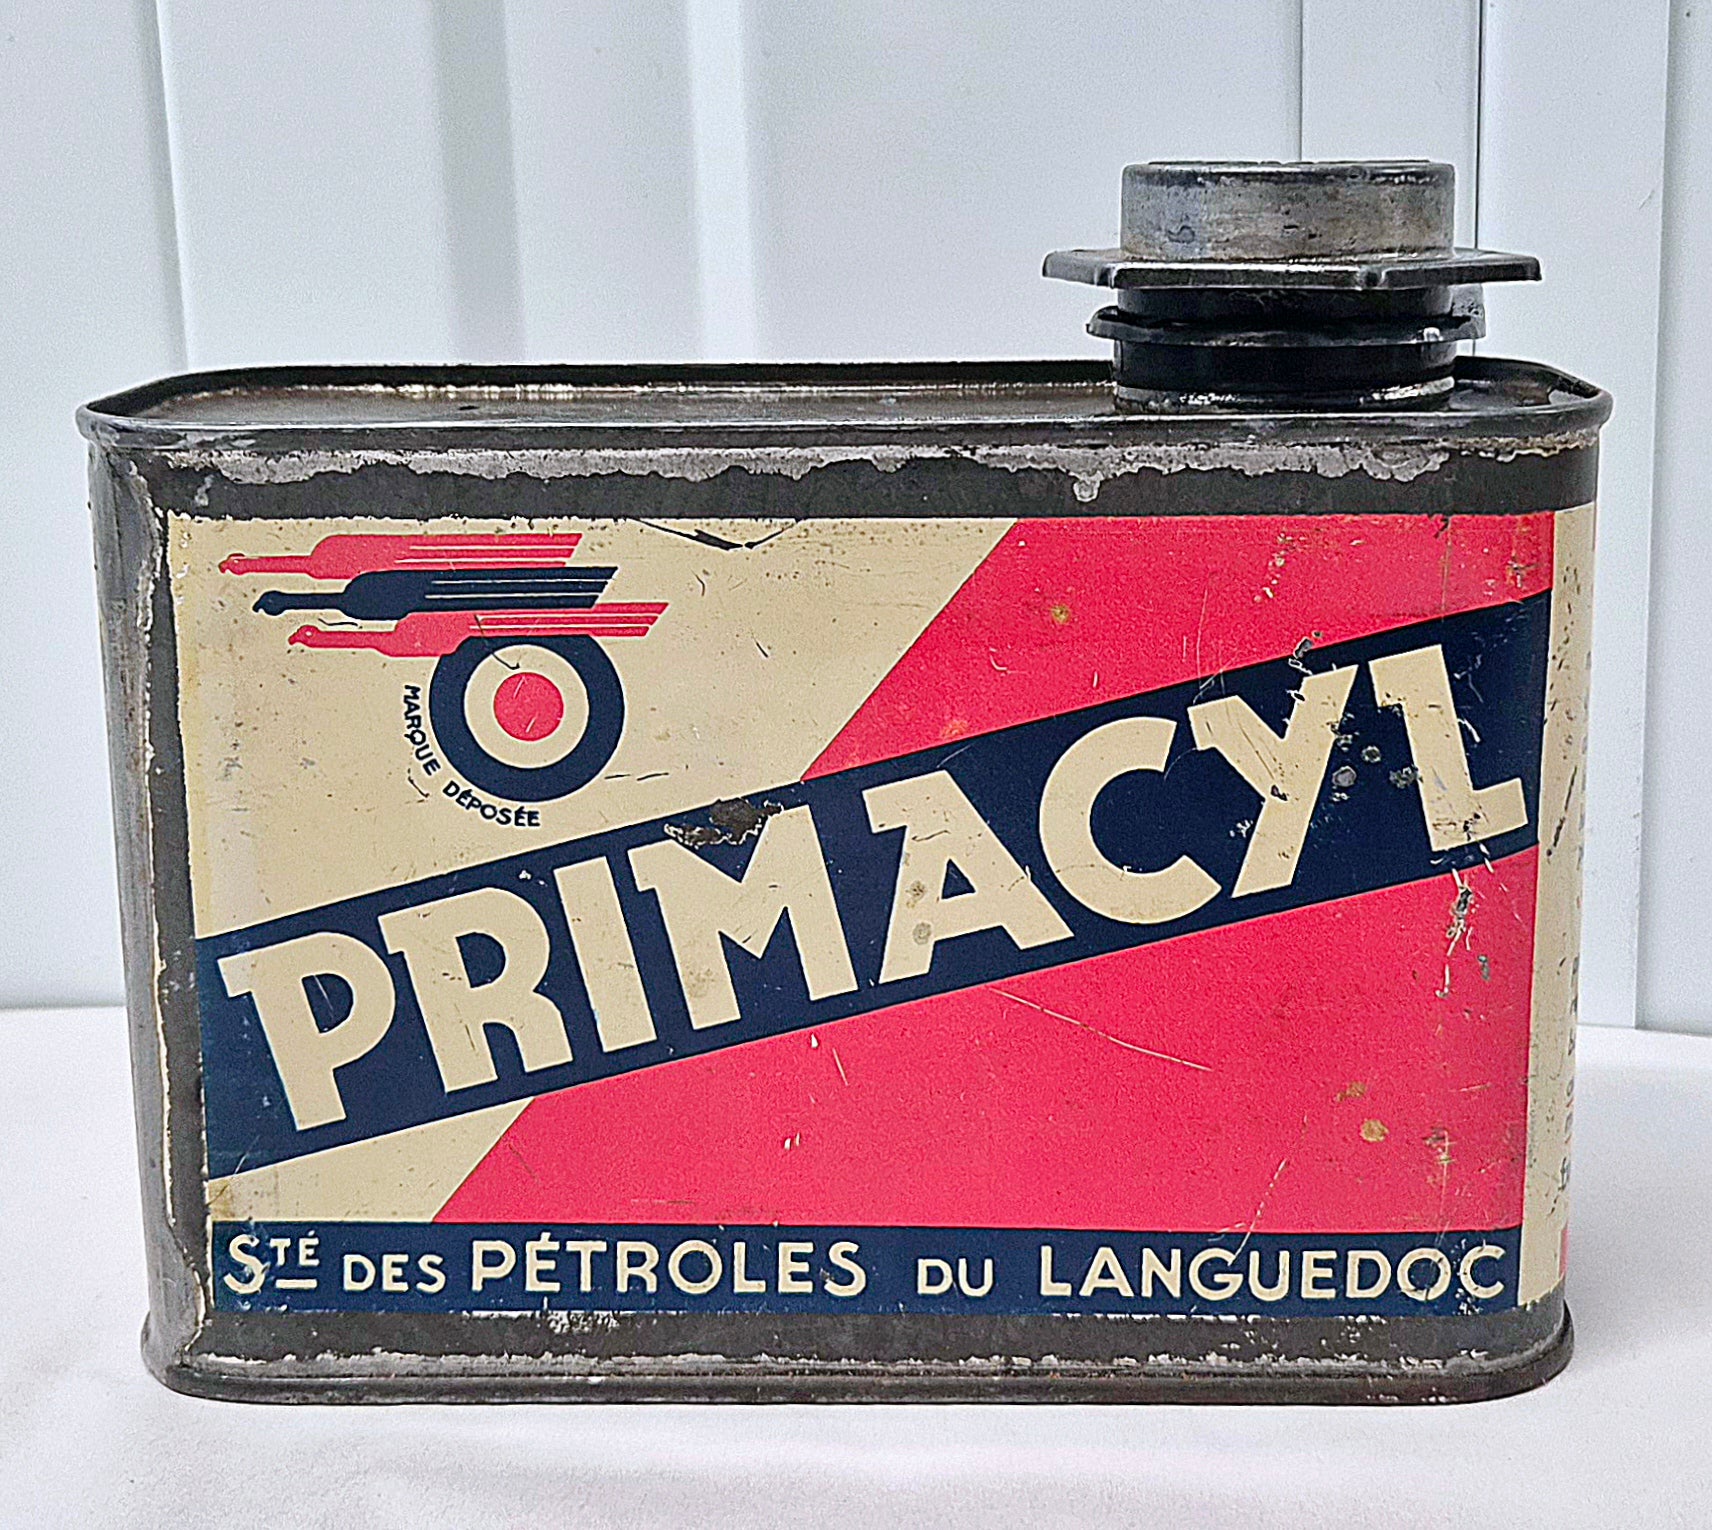 MARQUE DÉPOSÉE
PRIMACYL
STÉ DES PÉTROLES DU LANGUEDOC